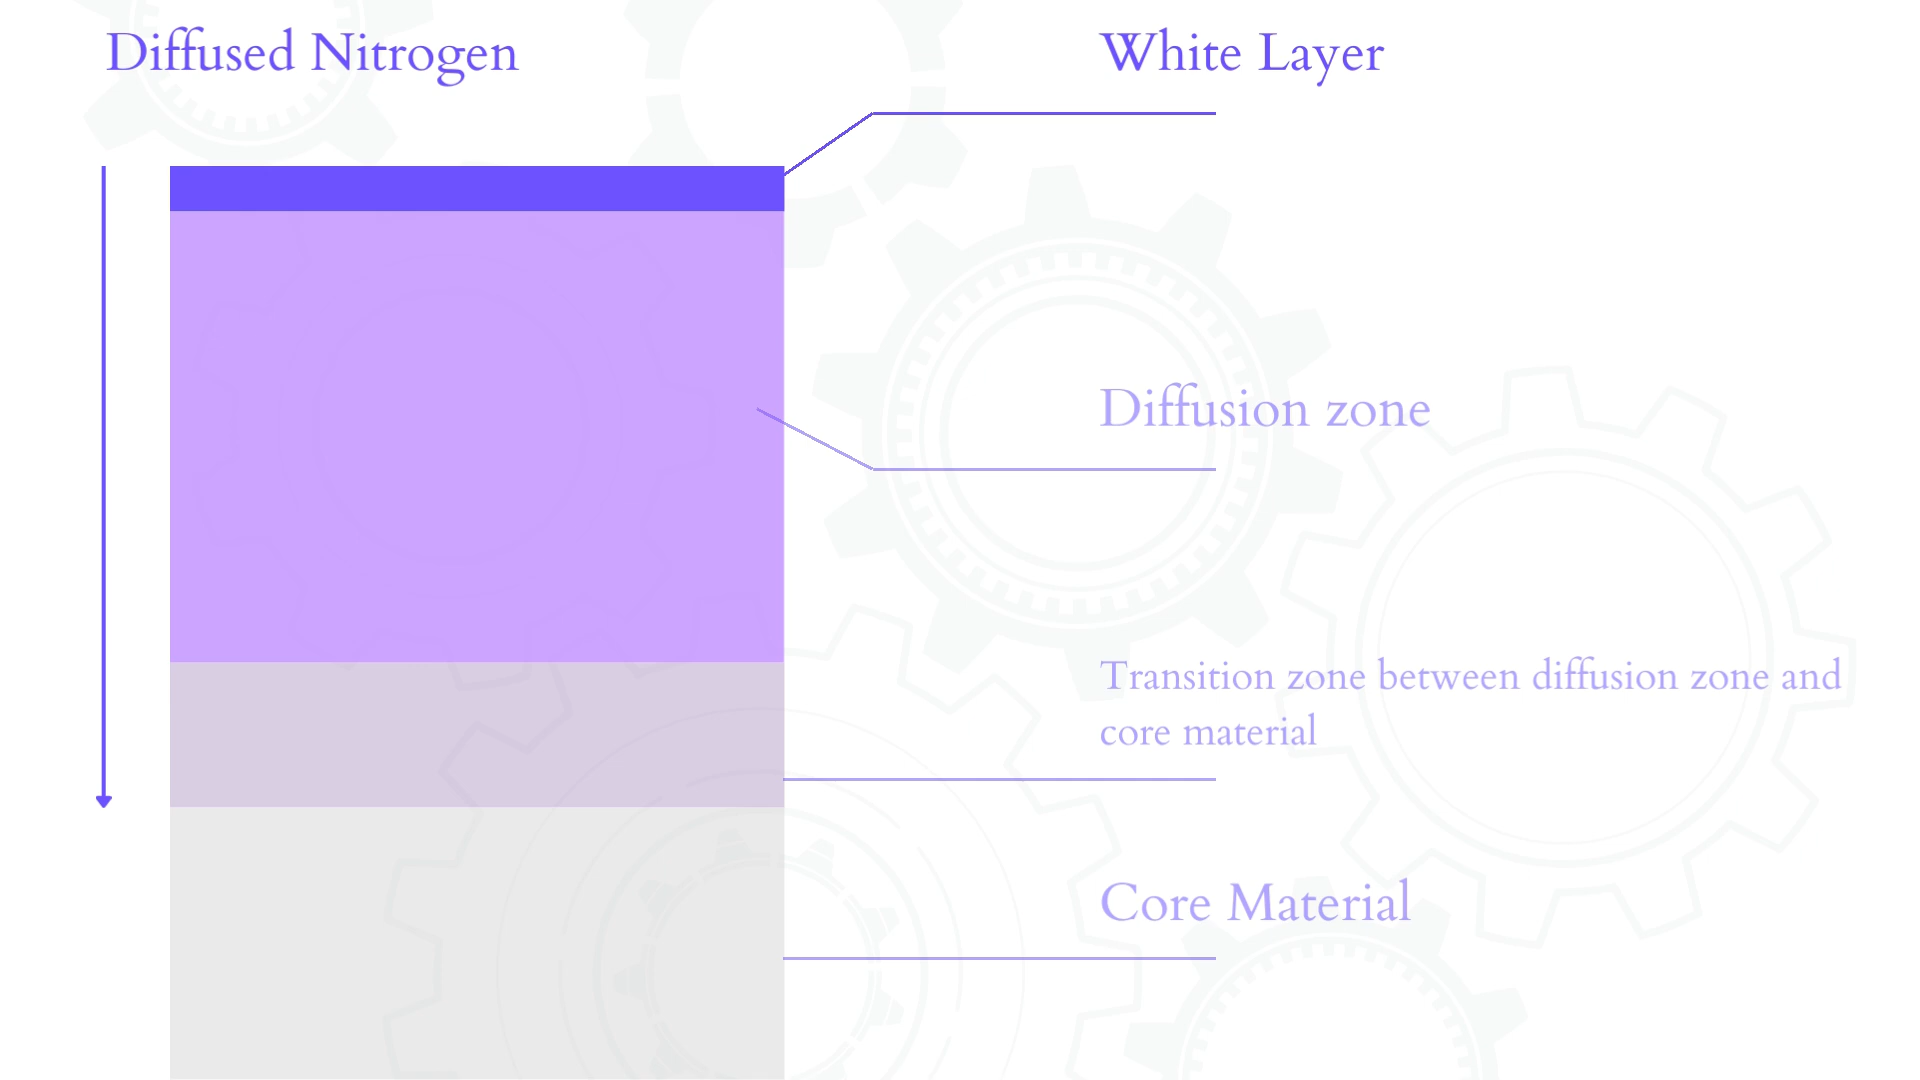 Diffused Nitrogen
White Layer
Diffusion zone
Transition zone between diffusion zone and
core material
Core Material